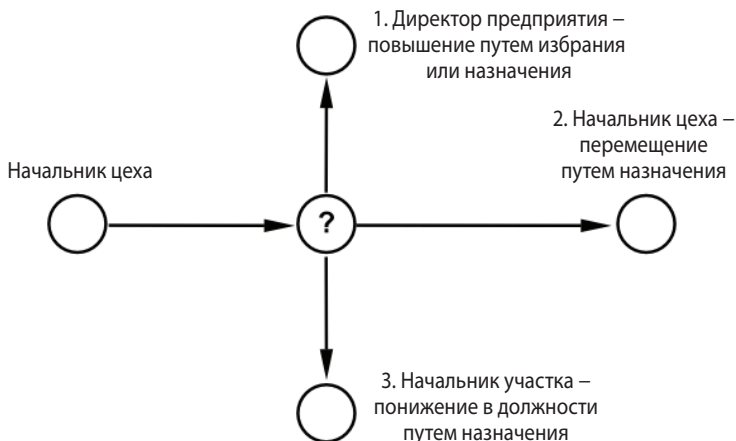 1. Директор предприятия –
повышение путем избрания
или назначения
2. Начальник цеха –
перемещение
путем назначения
Начальник цеха
?
3. Начальник участка –
понижение в должности
путем назначения